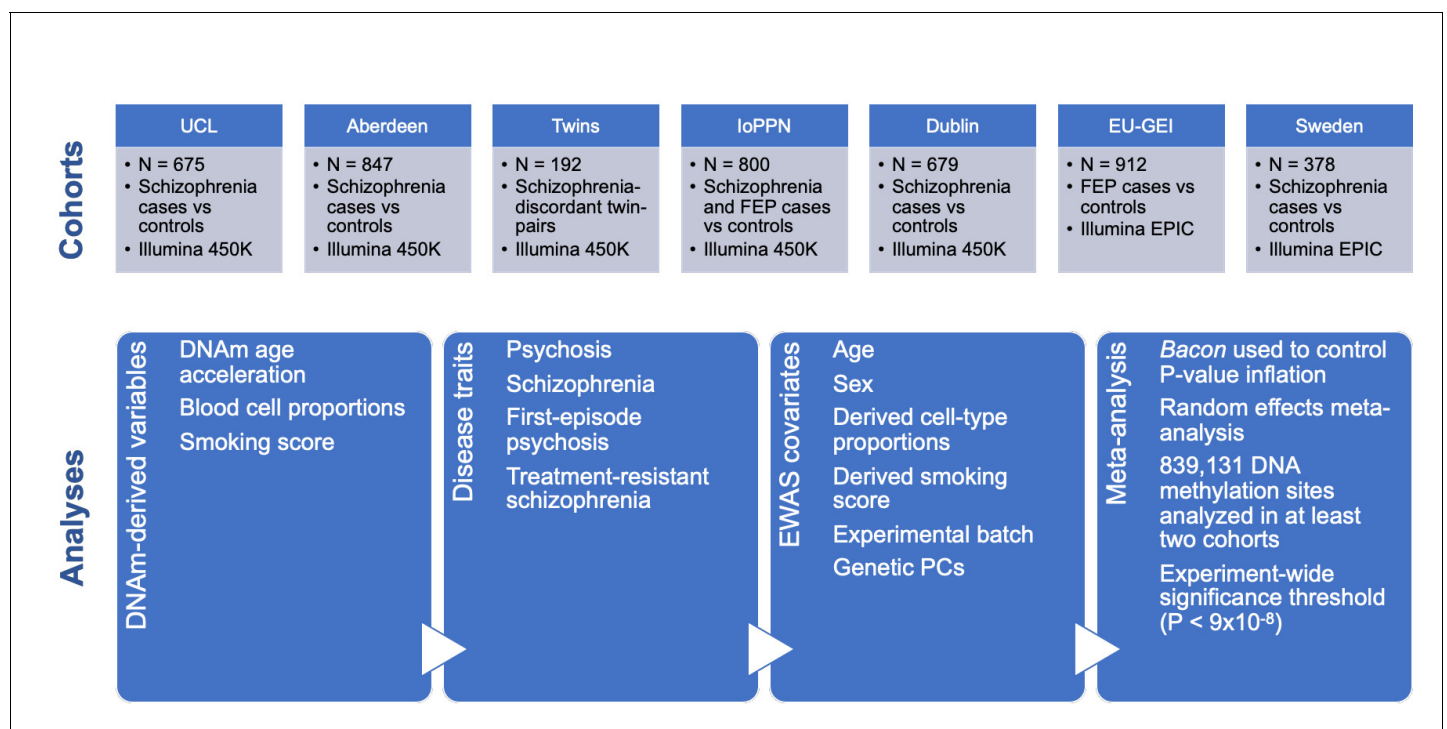 Cohorts
UCL
• N = 675
• Schizophrenia
cases vs
controls
• Illumina 450K
Aberdeen
• N = 847
• Schizophrenia
cases vs
controls
• Illumina 450K
Twins
• N = 192
• Schizophrenia-
discordant twin-
pairs
• Illumina 450K
IoPPN
• N = 800
• Schizophrenia
and FEP cases
vs controls
• Illumina 450K
Dublin
• N = 679
• Schizophrenia
cases vs
controls
• Illumina 450K
EU-GEI
• N = 912
• FEP cases vs
controls
• Illumina EPIC
Sweden
• N = 378
• Schizophrenia
cases vs
controls
• Illumina EPIC
Analyses
DNAm-derived variables
DNAm age
acceleration
Blood cell proportions
Smoking score
Disease traits
Psychosis
Schizophrenia
First-episode
psychosis
Treatment-resistant
schizophrenia
EWAS covariates
Age
Sex
Derived cell-type
proportions
Derived smoking
score
Experimental batch
Genetic PCs
Meta-analysis
Bacon used to control
P-value inflation
Random effects meta-
analysis
839,131 DNA
methylation sites
analyzed in at least
two cohorts
Experiment-wide
significance threshold
(P < 9x10⁻⁸)